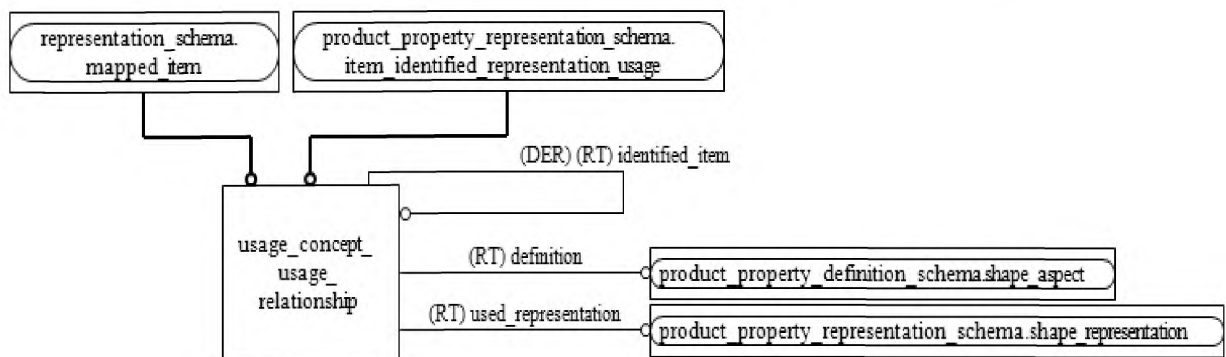 representation_schema.
mapped_item
product_property_representation_schema.
item_identified_representation_usage
(DER) (RT) identified_item
usage_concept_
usage_
relationship
(RT) definition
product_property_definition_schema.shape_aspect
(RT) used_representation
product_property_representation_schema.shape_representation